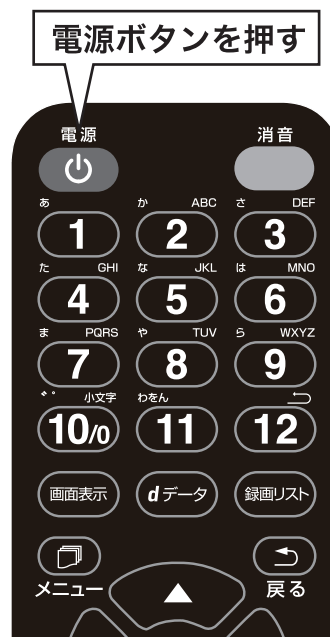 電源ボタンを押す
電源 消音
あ か ABC さ DEF
1 2 3
た GHI な JKL は MNO
4 5 6
ま PQRS や TUV ら WXYZ
7 8 9
゛゜ 小文字 わをん
10/0 11 12
画面表示 dデータ 録画リスト
メニュー 戻る